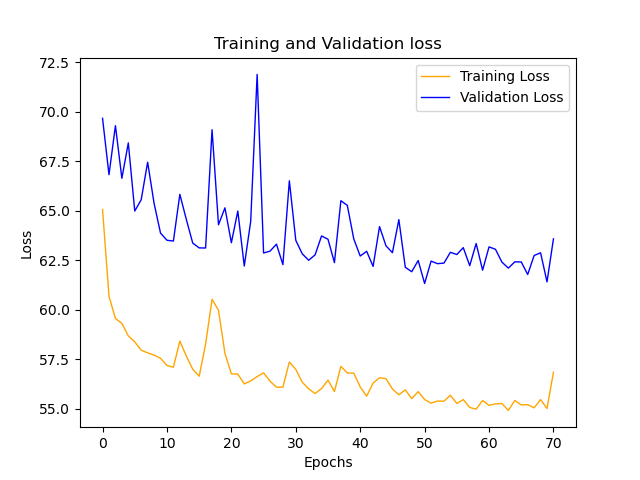 Training and Validation loss
Training Loss
Validation Loss
72.5
70.0
67.5
65.0
62.5
60.0
57.5
55.0
Loss
0 10 20 30 40 50 60 70
Epochs